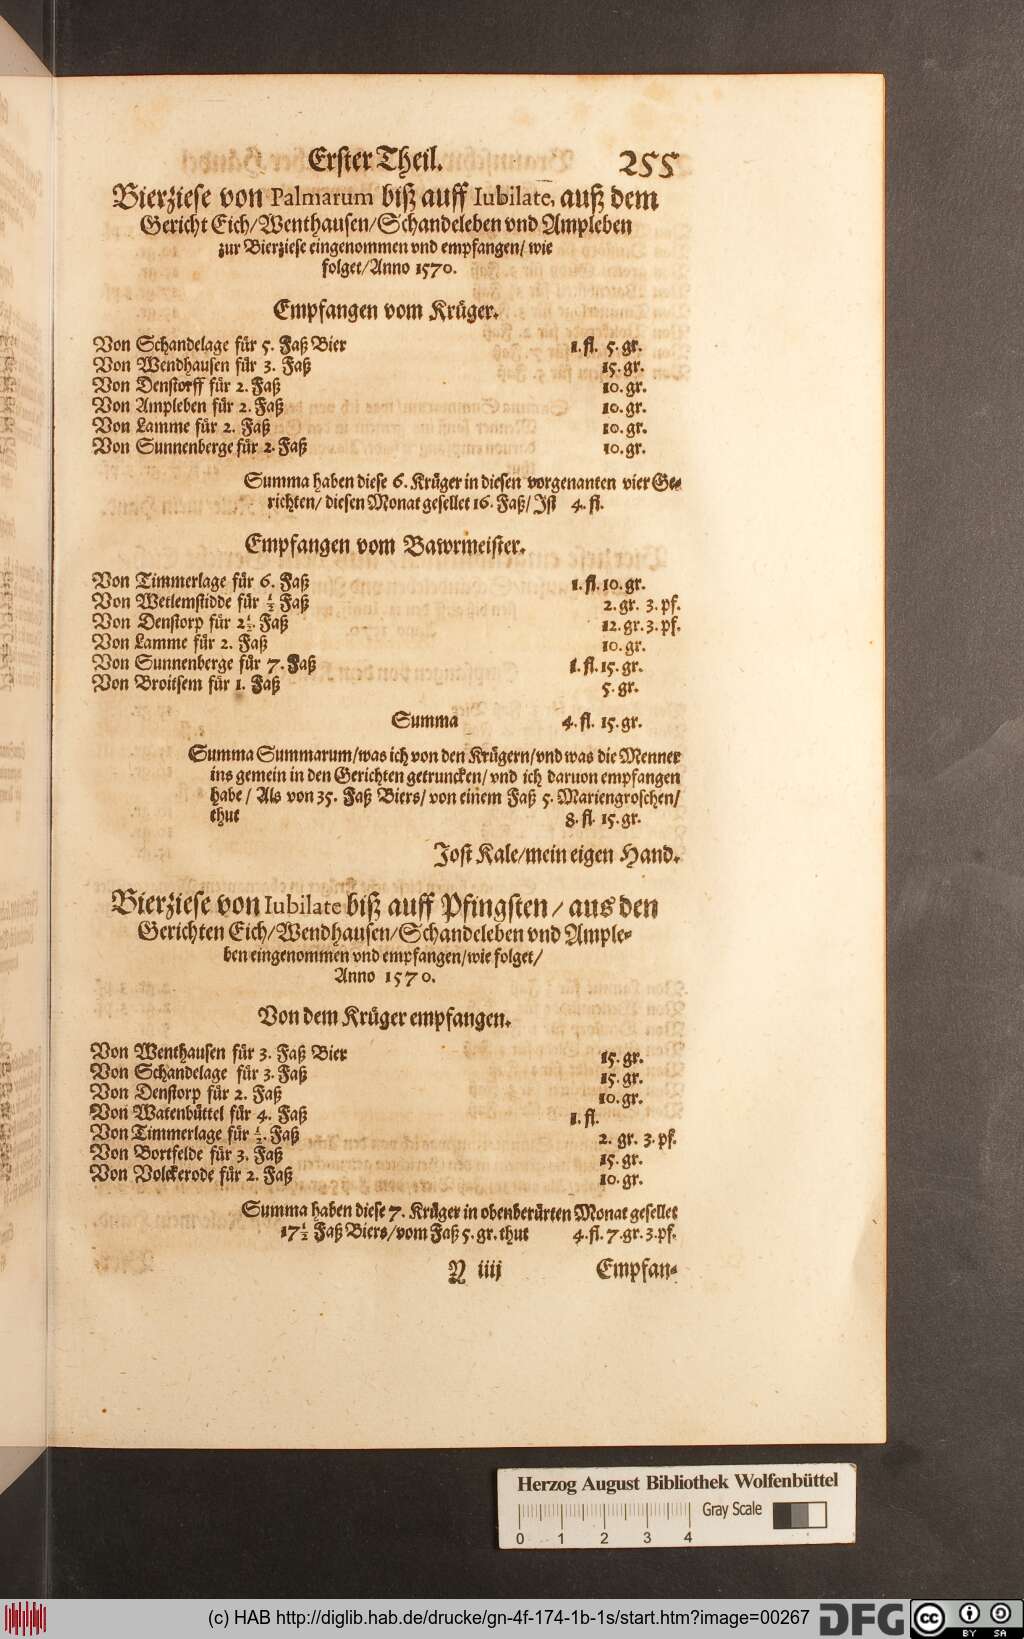 Erster Theil. 255
Bierziese von Palmarum biß auff Iubilate, auß dem
Gericht Eich/Wenthausen/Schandeleben vnd Ampleben
zur Bierziese eingenommen vnd empfangen/ wie
folget/Anno 1570.
Empfangen vom Krüger.
Von Schandelage für 5. Faß Bier 1. fl. 5. gr.
Von Wendhausen für 3. Faß 15. gr.
Von Denstorff für 2. Faß 10. gr.
Von Ampleben für 2. Faß 10. gr.
Von Lamme für 2. Faß 10. gr.
Von Sunnenberge für 2. Faß 10. gr.
Summa haben diese 6. Krüger in diesen vorgenanten vier Ge-
richten/ diesen Monat gesellet 16. Faß/ Ist 4. fl.
Empfangen vom Bawrmeister.
Von Timmerlage für 6. Faß 1. fl. 10. gr.
Von Wetlemstidde für ½ Faß 2. gr. 3. pf.
Von Denstorp für 2½. Faß 12. gr. 3. pf.
Von Lamme für 2. Faß 10. gr.
Von Sunnenberge für 7. Faß 1. fl. 15. gr.
Von Broitsem für 1. Faß 5. gr.
Summa 4. fl. 15. gr.
Summa Summarum/was ich von den Krügern/vnd was die Menner
ins gemein in den Gerichten getruncken/ vnd ich daruon empfangen
habe / Als von 35. Faß Biers/ von einem Faß 5. Mariengroschen/
thut 8. fl. 15. gr.
Jost Kale/mein eigen Hand.
Bierziese von Iubilate biß auff Pfingsten / aus den
Gerichten Eich/Wendhausen/Schandeleben vnd Ample-
ben eingenommen vnd empfangen/wie folget/
Anno 1570.
Von dem Krüger empfangen.
Von Wenthausen für 3. Faß Bier 15. gr.
Von Schandelage für 3. Faß 15. gr.
Von Denstorp für 2. Faß 10. gr.
Von Watenbüttel für 4. Faß 1. fl.
Von Timmerlage für ½. Faß 2. gr. 3. pf.
Von Bortfelde für 3. Faß 15. gr.
Von Volckerode für 2. Faß 10. gr.
Summa haben diese 7. Krüger in obenberürten Monat gesellet
17½ Faß Biers/vom Faß 5. gr. thut 4. fl. 7. gr. 3. pf.
Y iiij Empfan-
Herzog August Bibliothek Wolfenbüttel
Gray Scale
0 1 2 3 4
(c) HAB http://diglib.hab.de/drucke/gn-4f-174-1b-1s/start.htm?image=00267
DFG
cc BY SA